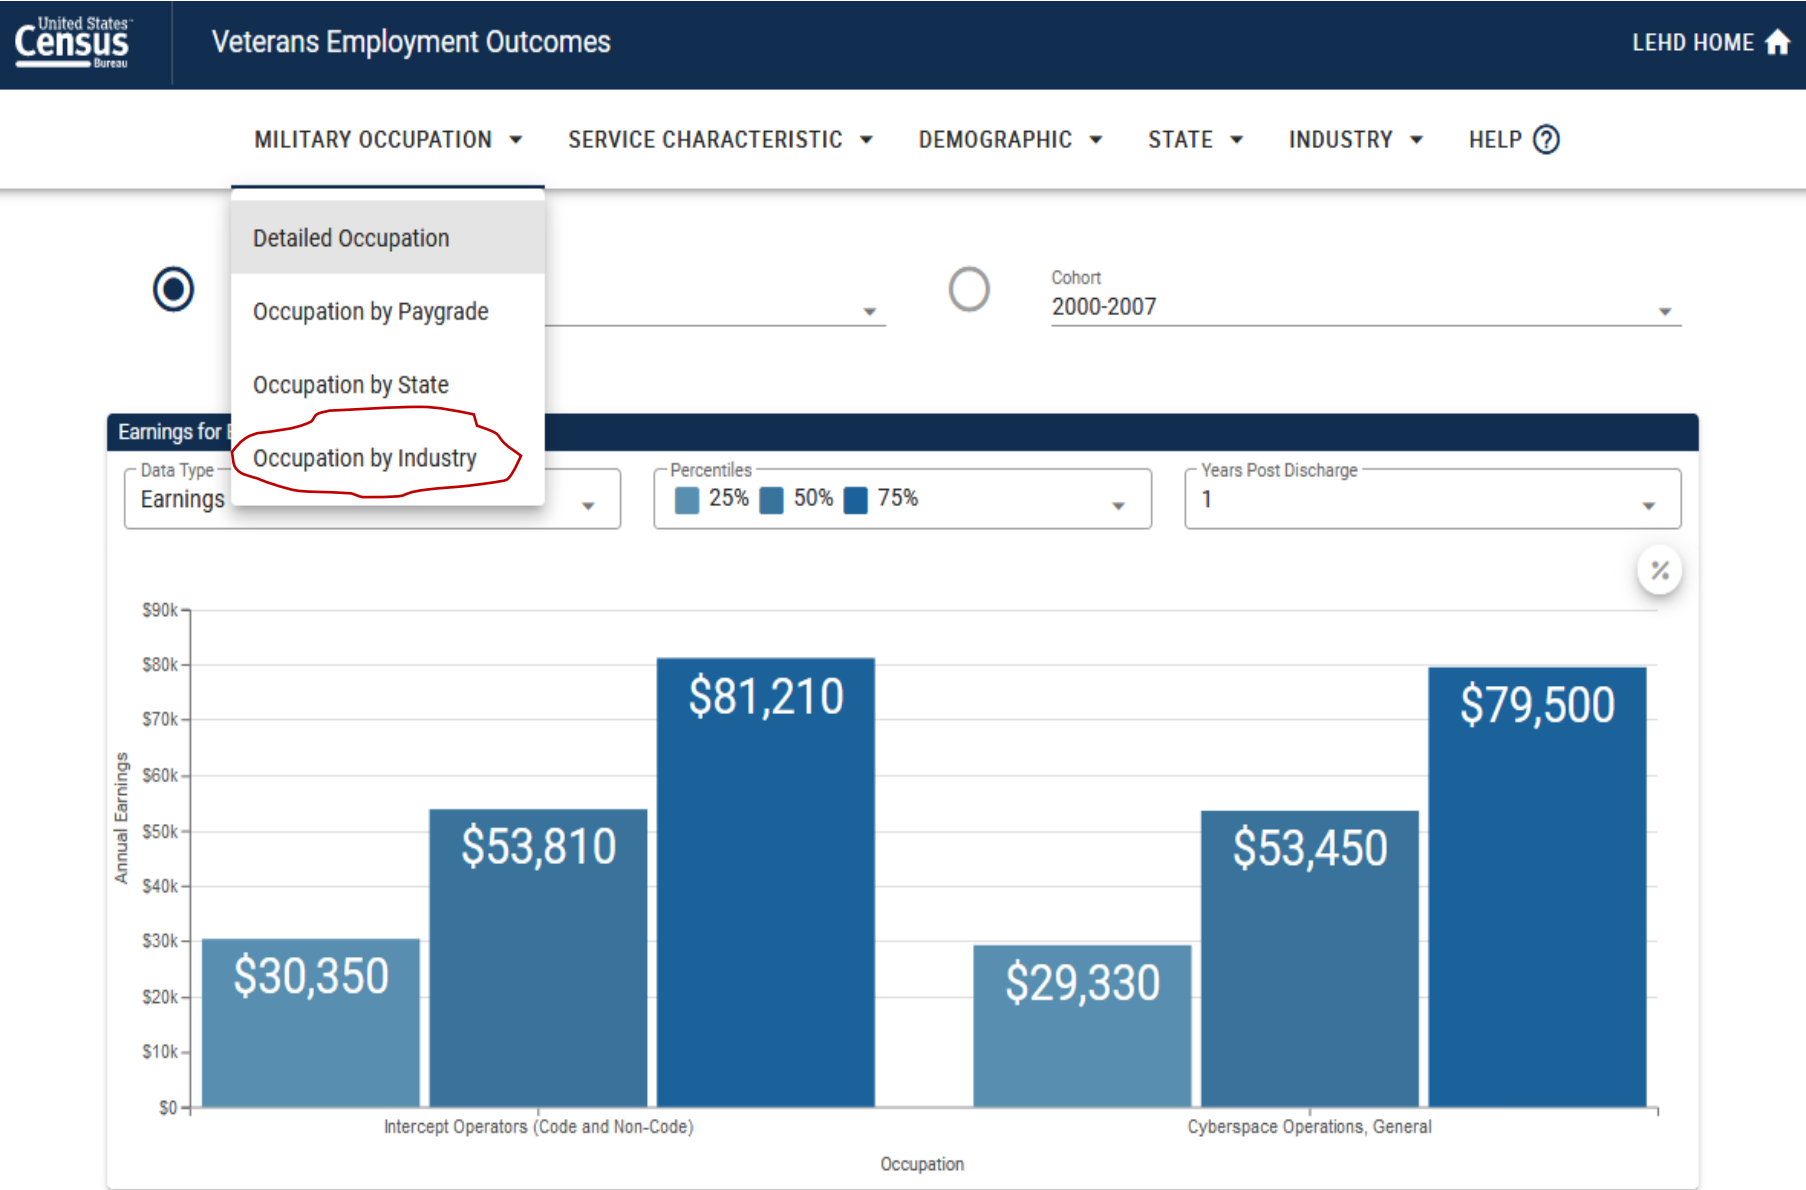 United States™
Census
Bureau
Veterans Employment Outcomes
LEHD HOME
MILITARY OCCUPATION
SERVICE CHARACTERISTIC
DEMOGRAPHIC
STATE
INDUSTRY
HELP ?
Detailed Occupation
Occupation by Paygrade
Occupation by State
Occupation by Industry
Cohort
2000-2007
Earnings for
Data Type
Earnings
Percentiles
25% 50% 75%
Years Post Discharge
1
%
$90k
$80k
$70k
$60k
$50k
$40k
$30k
$20k
$10k
$0
Annual Earnings
$30,350
$53,810
$81,210
$29,330
$53,450
$79,500
Intercept Operators (Code and Non-Code)
Cyberspace Operations, General
Occupation